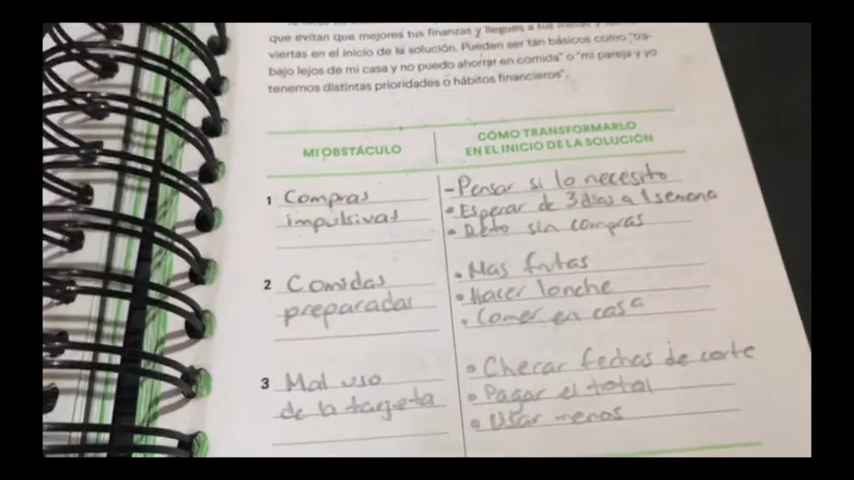 que evitan que mejores tus finanzas y llegues a tus
viertas en el inicio de la solución. Pueden ser tan básicos como "tra-
bajo lejos de mi casa y no puedo ahorrar en comida" o "mi pareja y yo
tenemos distintas prioridades o hábitos financieros".
MI OBSTÁCULO
CÓMO TRANSFORMARLO
EN EL INICIO DE LA SOLUCIÓN
1 Compras
impulsivas
- Pensar si lo necesito
• Esperar de 3 dias a 1 semana
• Reto sin compras
2 Comidas
preparadas
• Mas frutas
• Hacer lonche
• Comer en casa
3 Mal uso
de la tarjeta
• Checar fechas de corte
• Pagar el total
• Usar menos